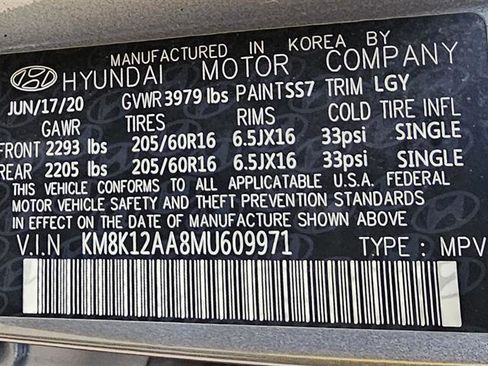 MANUFACTURED IN KOREA BY
HYUNDAI MOTOR COMPANY
JUN/17/20 GVWR 3979 lbs PAINT SS7 TRIM LGY
GAWR TIRES RIMS COLD TIRE INFL
FRONT 2293 lbs 205/60R16 6.5JX16 33psi SINGLE
REAR 2205 lbs 205/60R16 6.5JX16 33psi SINGLE
THIS VEHICLE CONFORMS TO ALL APPLICABLE U.S.A. FEDERAL
MOTOR VEHICLE SAFETY AND THEFT PREVENTION STANDARDS
IN EFFECT ON THE DATE OF MANUFACTURE SHOWN ABOVE.
V.I.N KM8K12AA8MU609971 TYPE : MPV